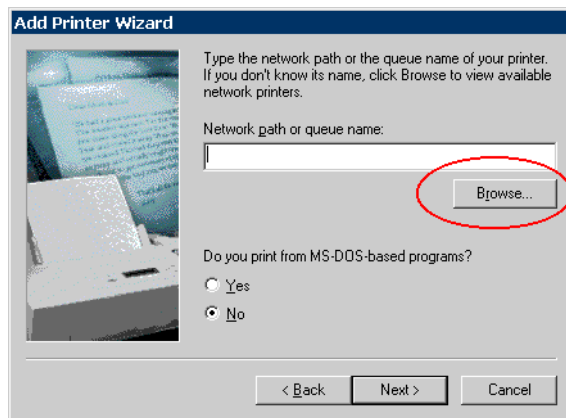 Add Printer Wizard
Type the network path or the queue name of your printer.
If you don't know its name, click Browse to view available
network printers.
Network path or queue name:
Browse...
Do you print from MS-DOS-based programs?
Yes
No
< Back
Next >
Cancel